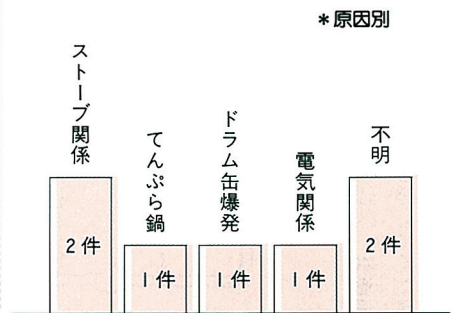 *原因別
ストーブ関係
てんぷら鍋
ドラム缶爆発
電気関係
不明
2件
1件
1件
1件
2件